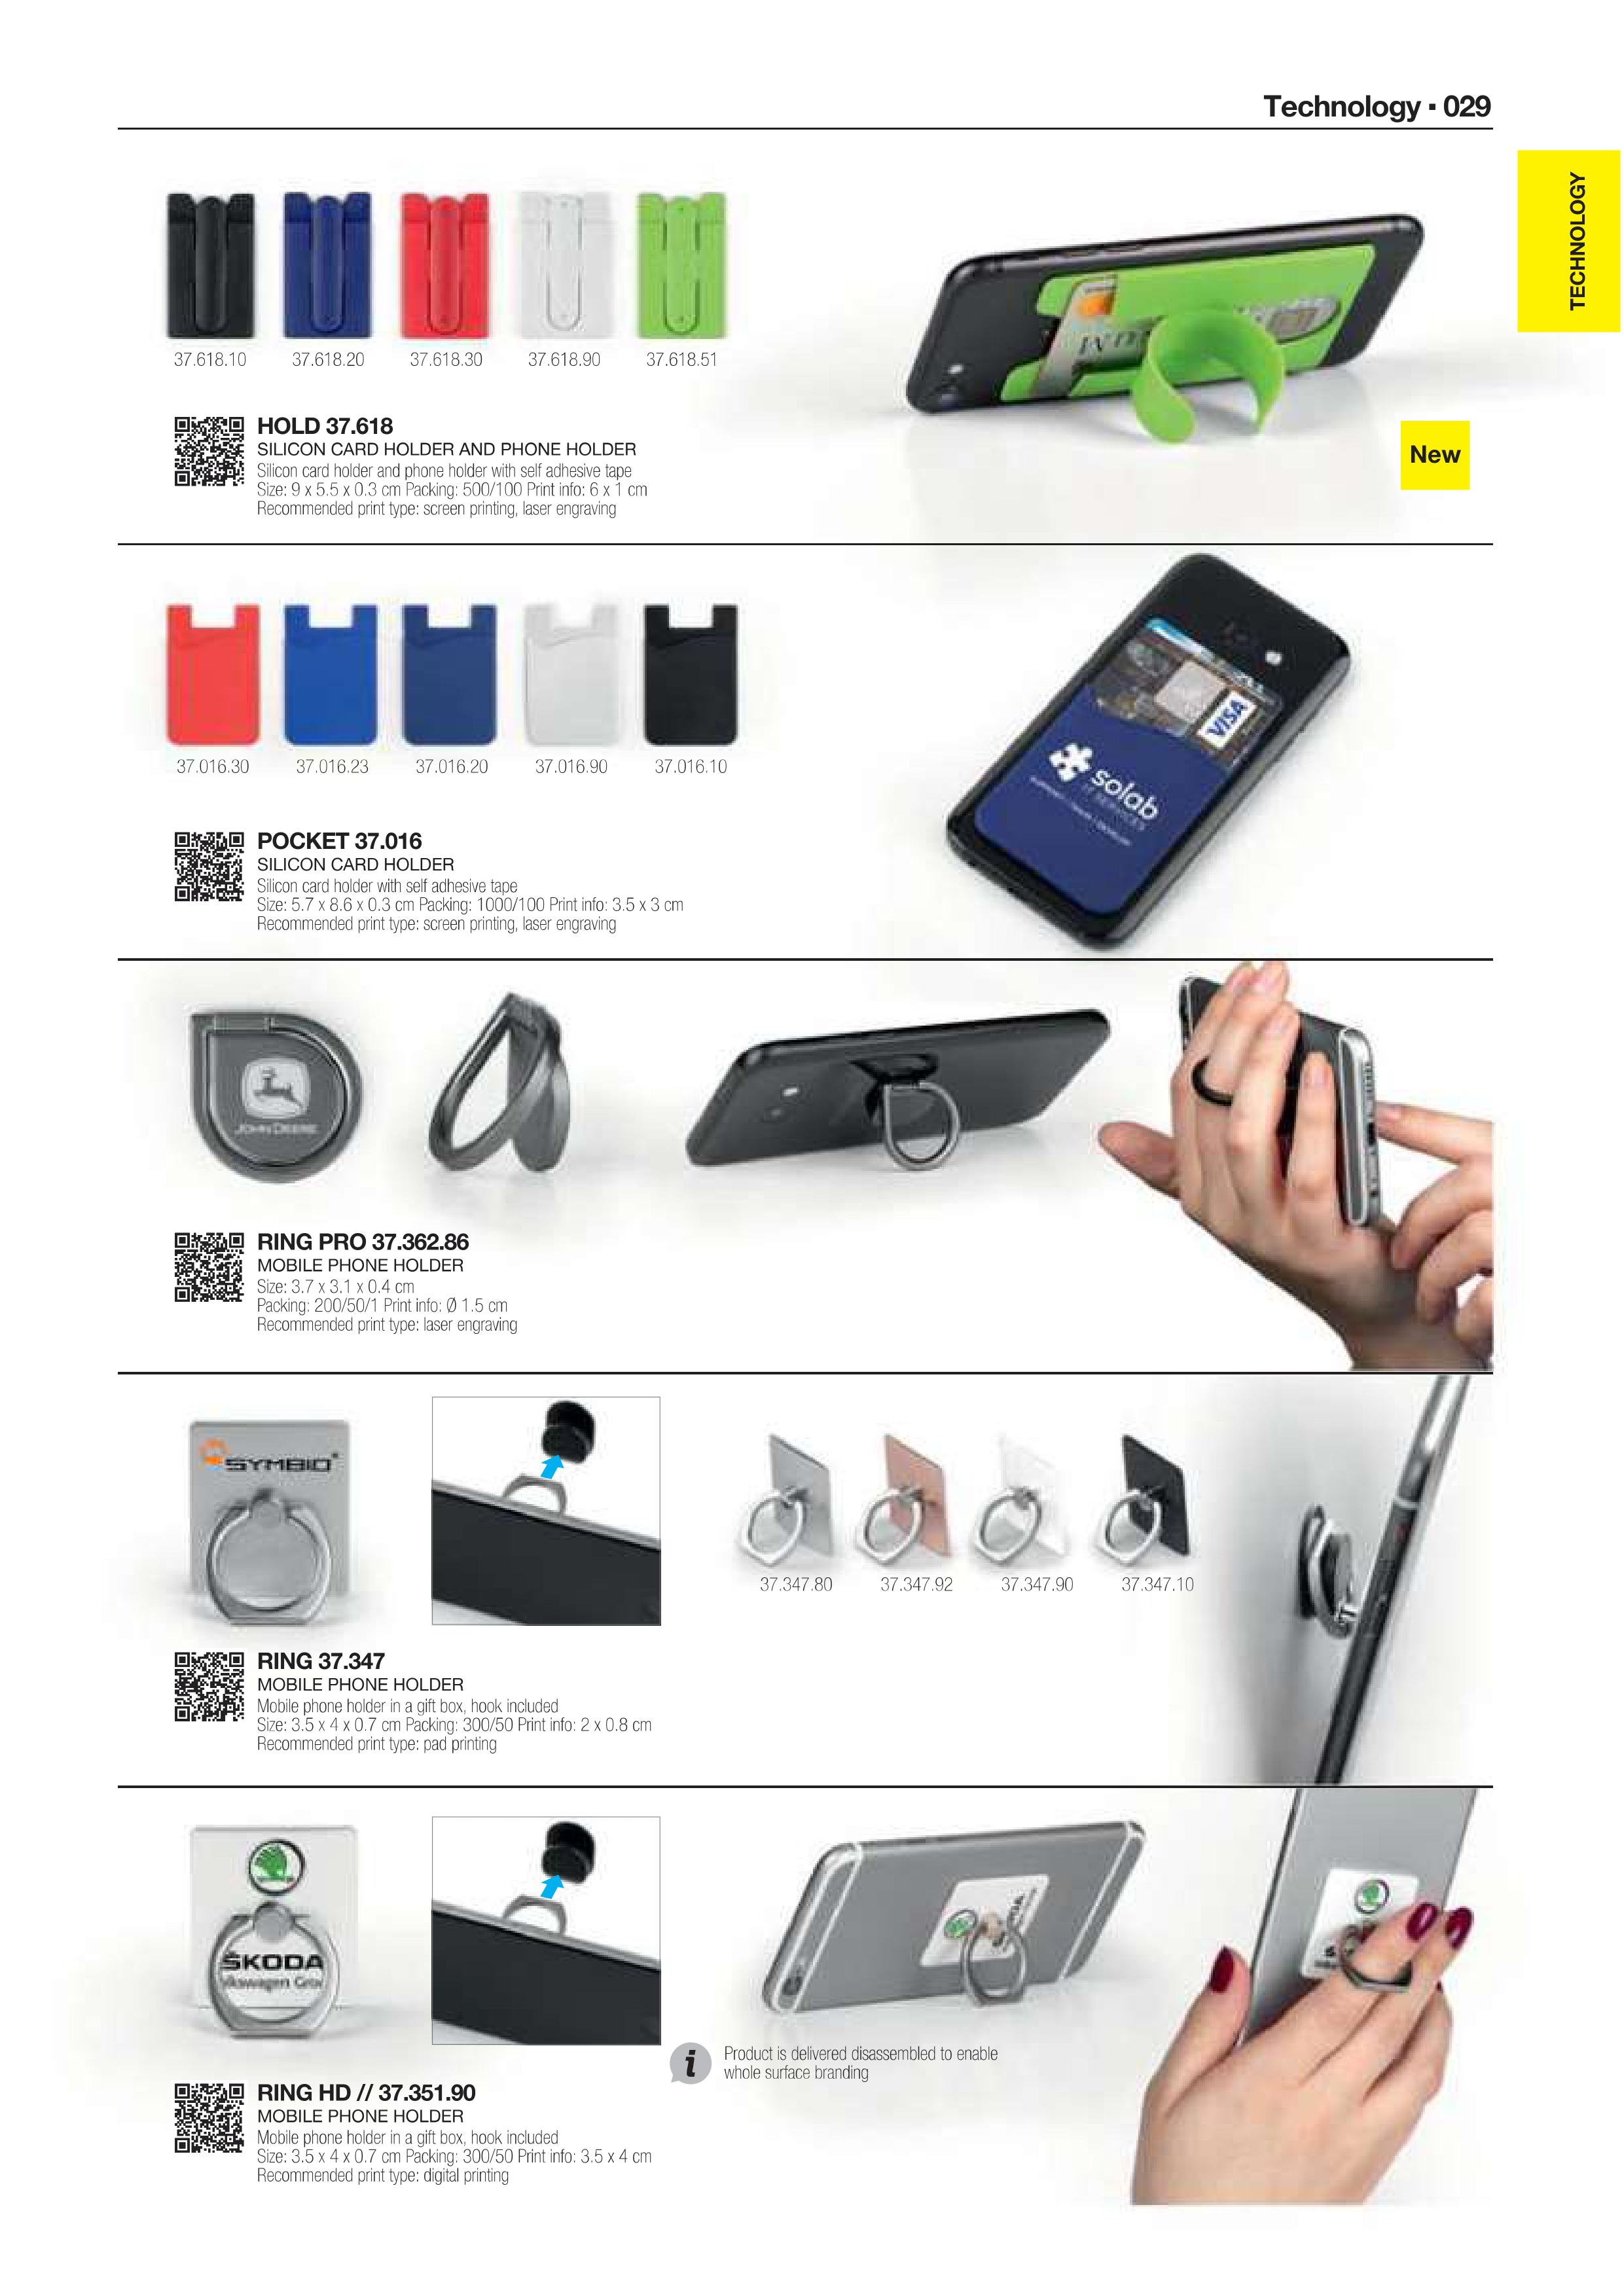 Technology ▪ 029
TECHNOLOGY
37.618.10 37.618.20 37.618.30 37.618.90 37.618.51
HOLD 37.618
SILICON CARD HOLDER AND PHONE HOLDER
Silicon card holder and phone holder with self adhesive tape
Size: 9 x 5.5 x 0.3 cm Packing: 500/100 Print info: 6 x 1 cm
Recommended print type: screen printing, laser engraving
New
37.016.30 37.016.23 37.016.20 37.016.90 37.016.10
VISA
solab
IT SERVICES
POCKET 37.016
SILICON CARD HOLDER
Silicon card holder with self adhesive tape
Size: 5.7 x 8.6 x 0.3 cm Packing: 1000/100 Print info: 3.5 x 3 cm
Recommended print type: screen printing, laser engraving
JOHN DEERE
RING PRO 37.362.86
MOBILE PHONE HOLDER
Size: 3.7 x 3.1 x 0.4 cm
Packing: 200/50/1 Print info: Ø 1.5 cm
Recommended print type: laser engraving
SYMBIO
37.347.80 37.347.92 37.347.90 37.347.10
RING 37.347
MOBILE PHONE HOLDER
Mobile phone holder in a gift box, hook included
Size: 3.5 x 4 x 0.7 cm Packing: 300/50 Print info: 2 x 0.8 cm
Recommended print type: pad printing
ŠKODA
i
Product is delivered disassembled to enable
whole surface branding
RING HD // 37.351.90
MOBILE PHONE HOLDER
Mobile phone holder in a gift box, hook included
Size: 3.5 x 4 x 0.7 cm Packing: 300/50 Print info: 3.5 x 4 cm
Recommended print type: digital printing